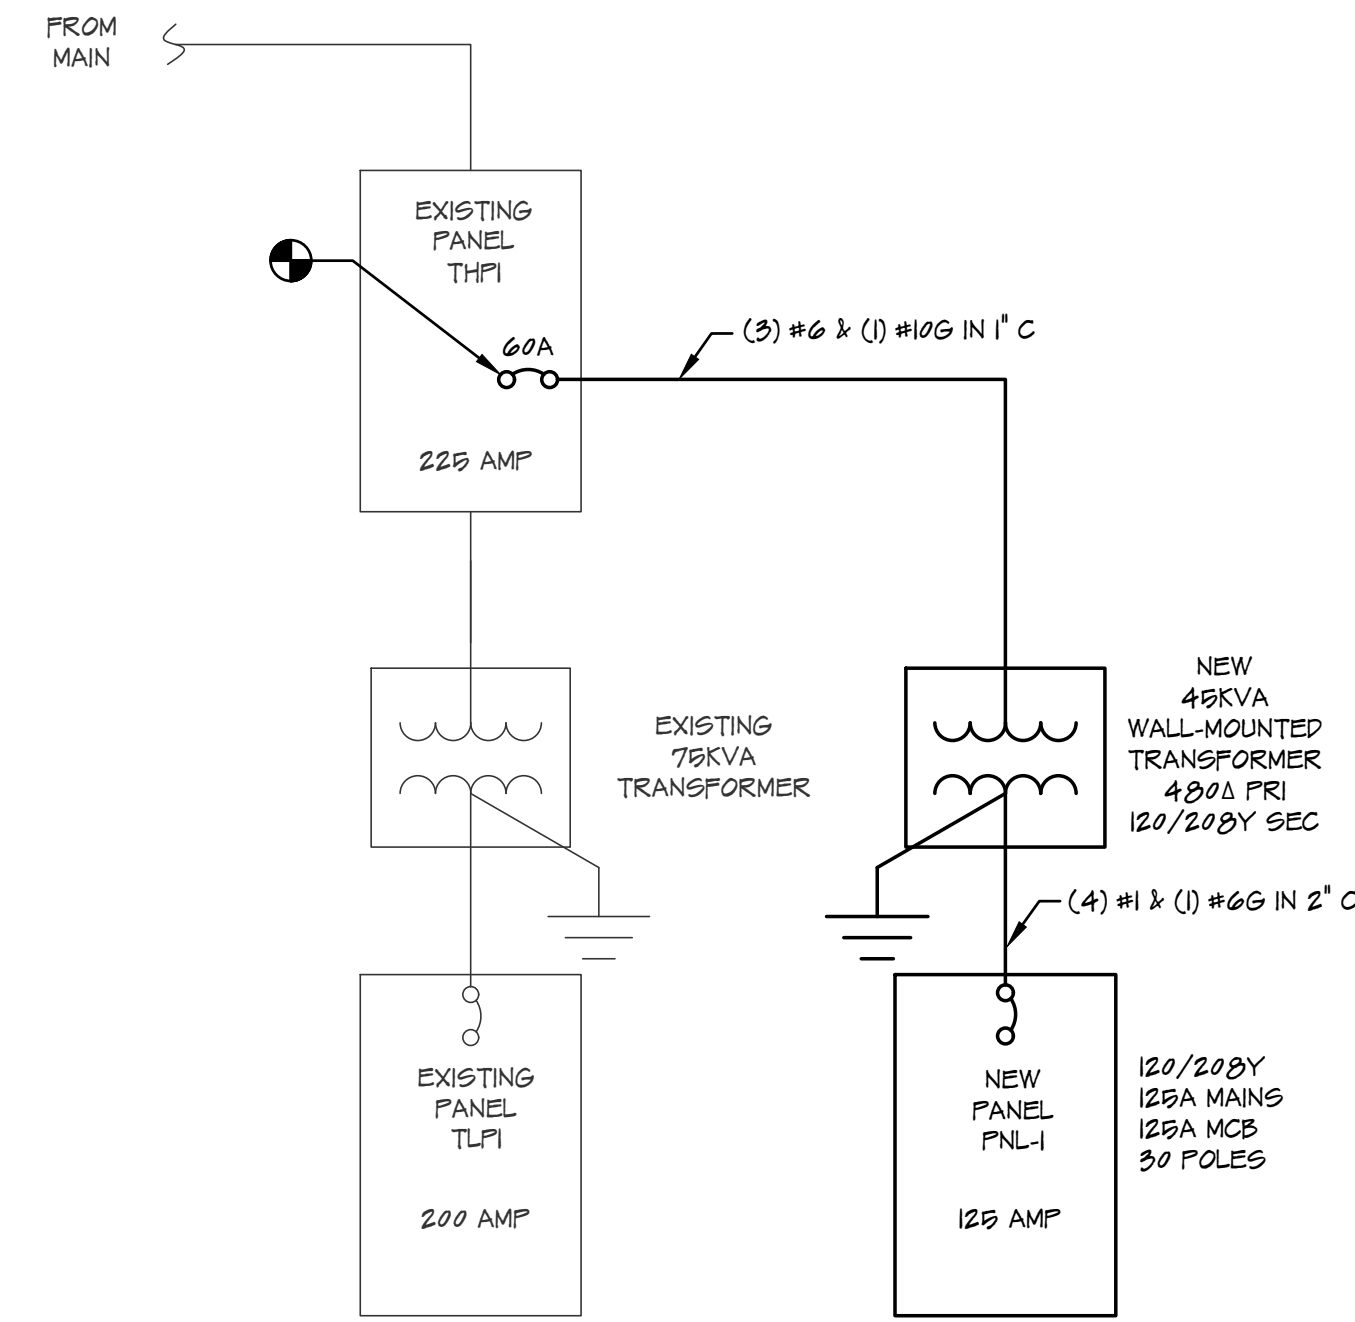 FROM
MAIN
EXISTING
PANEL
THP1
60A
(3) #6 & (1) #10G IN 1" C
225 AMP
EXISTING
75KVA
TRANSFORMER
NEW
45KVA
WALL-MOUNTED
TRANSFORMER
480Δ PRI
120/208Y SEC
(4) #1 & (1) #6G IN 2" C
EXISTING
PANEL
TLP1
200 AMP
NEW
PANEL
PNL-1
125 AMP
120/208Y
125A MAINS
125A MCB
30 POLES